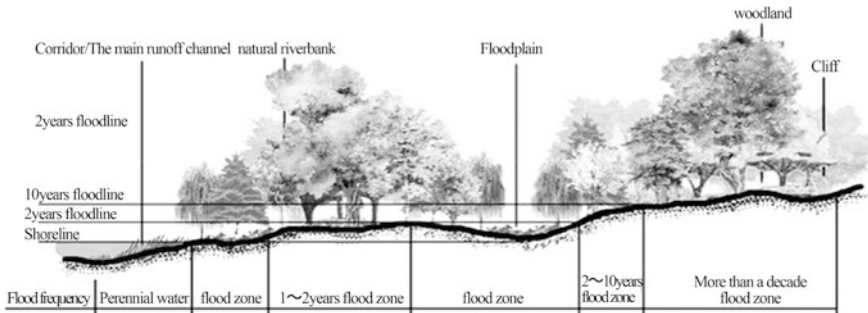 woodland
Corridor/The main runoff channel natural riverbank Floodplain
Cliff
2years floodline
10years floodline
2years floodline
Shoreline
Flood frequency Perennial water flood zone 1～2years flood zone flood zone
2～10years
flood zone
More than a decade
flood zone